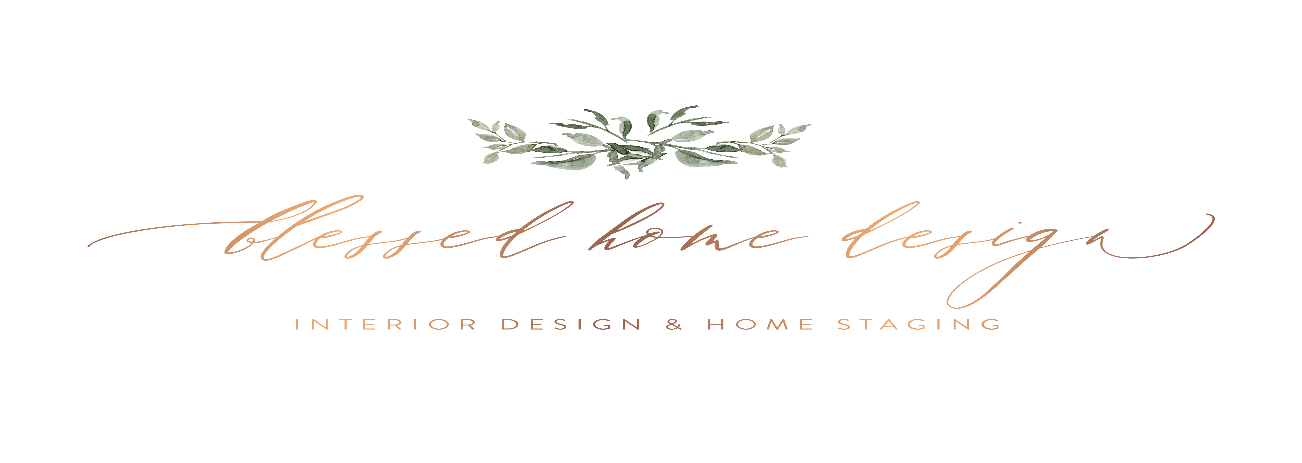 blessed home design
INTERIOR DESIGN & HOME STAGING